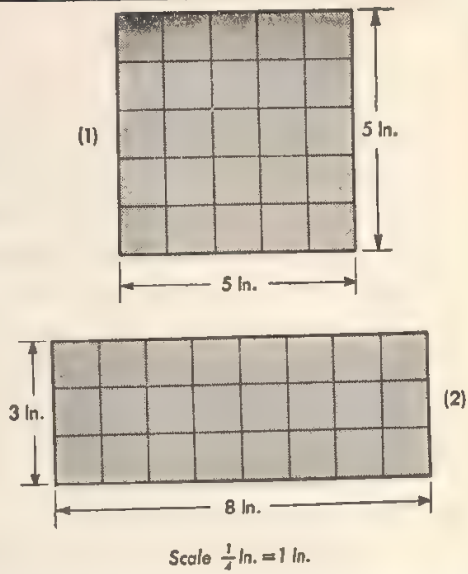 (1)
5 In.
5 In.
3 In.
(2)
8 In.
Scale 1/4 In. = 1 In.